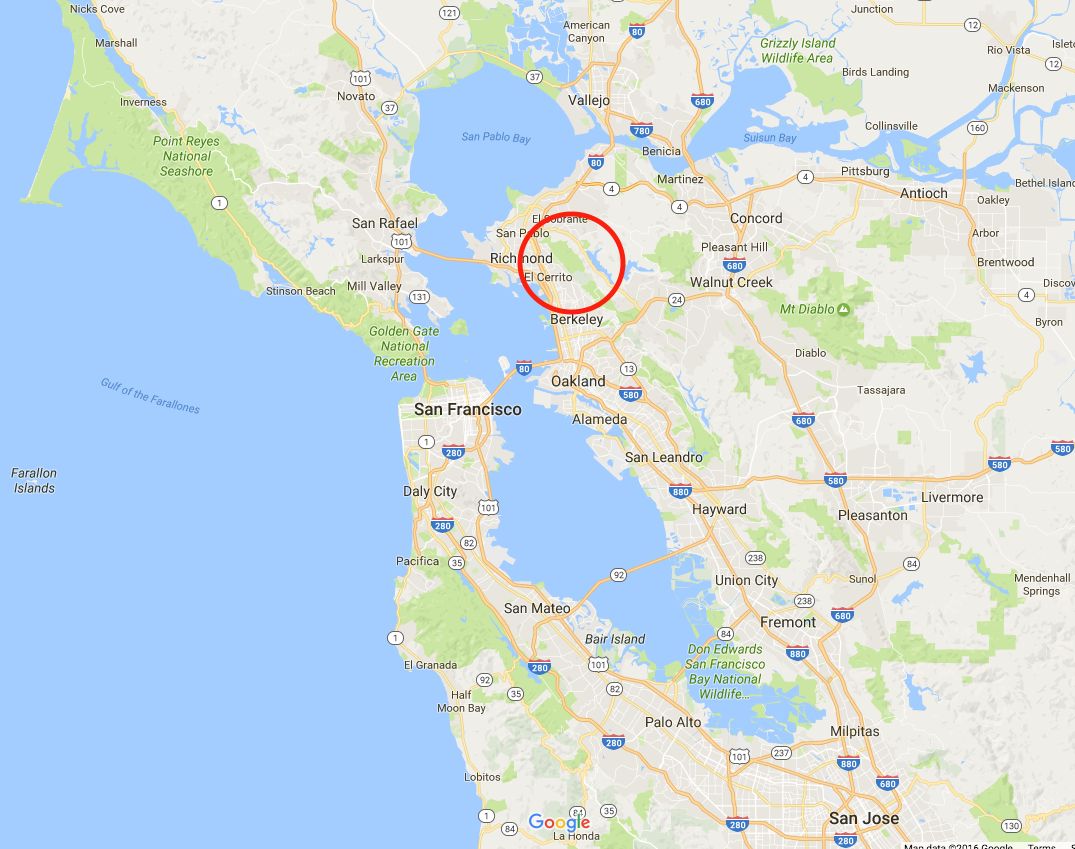 Nicks Cove
121
American
Canyon
80
Junction
12
Grizzly Island
Wildlife Area
Rio Vista
Marshall
101
37
Birds Landing
12
Mackenson
Inverness
Novato
37
Vallejo
680
Collinsville
Point Reyes
National
Seashore
San Pablo Bay
780
Suisun Bay
160
Benicia
80
Martinez
4
4
Pittsburg
Antioch
Bethel Island
Oakley
1
4
Concord
San Rafael
101
El Sobrante
San Pablo
Arbor
Pleasant Hill
680
Larkspur
Richmond
El Cerrito
Walnut Creek
Brentwood
Mill Valley
Stinson Beach
131
24
4
Mt Diablo
Berkeley
Byron
Golden Gate
National
Recreation
Area
Diablo
80
13
Oakland
580
Tassajara
Gulf of the Farallones
San Francisco
Alameda
680
1
280
San Leandro
580
580
Farallon
Islands
580
Daly City
880
Livermore
101
280
Hayward
Pleasanton
82
Pacifica
35
238
84
92
Union City
Sunol
Mendenhall
Springs
San Mateo
238
680
Fremont
1
Bair Island
84
880
El Granada
280
101
Don Edwards
San Francisco
Bay National
Wildlife...
92
35
82
Half
Moon Bay
Palo Alto
280
101
237
Milpitas
880
Lobitos
880
1
84
35
Google
84
La Honda
280
San Jose
280
130
Map data ©2016 Google
Terms